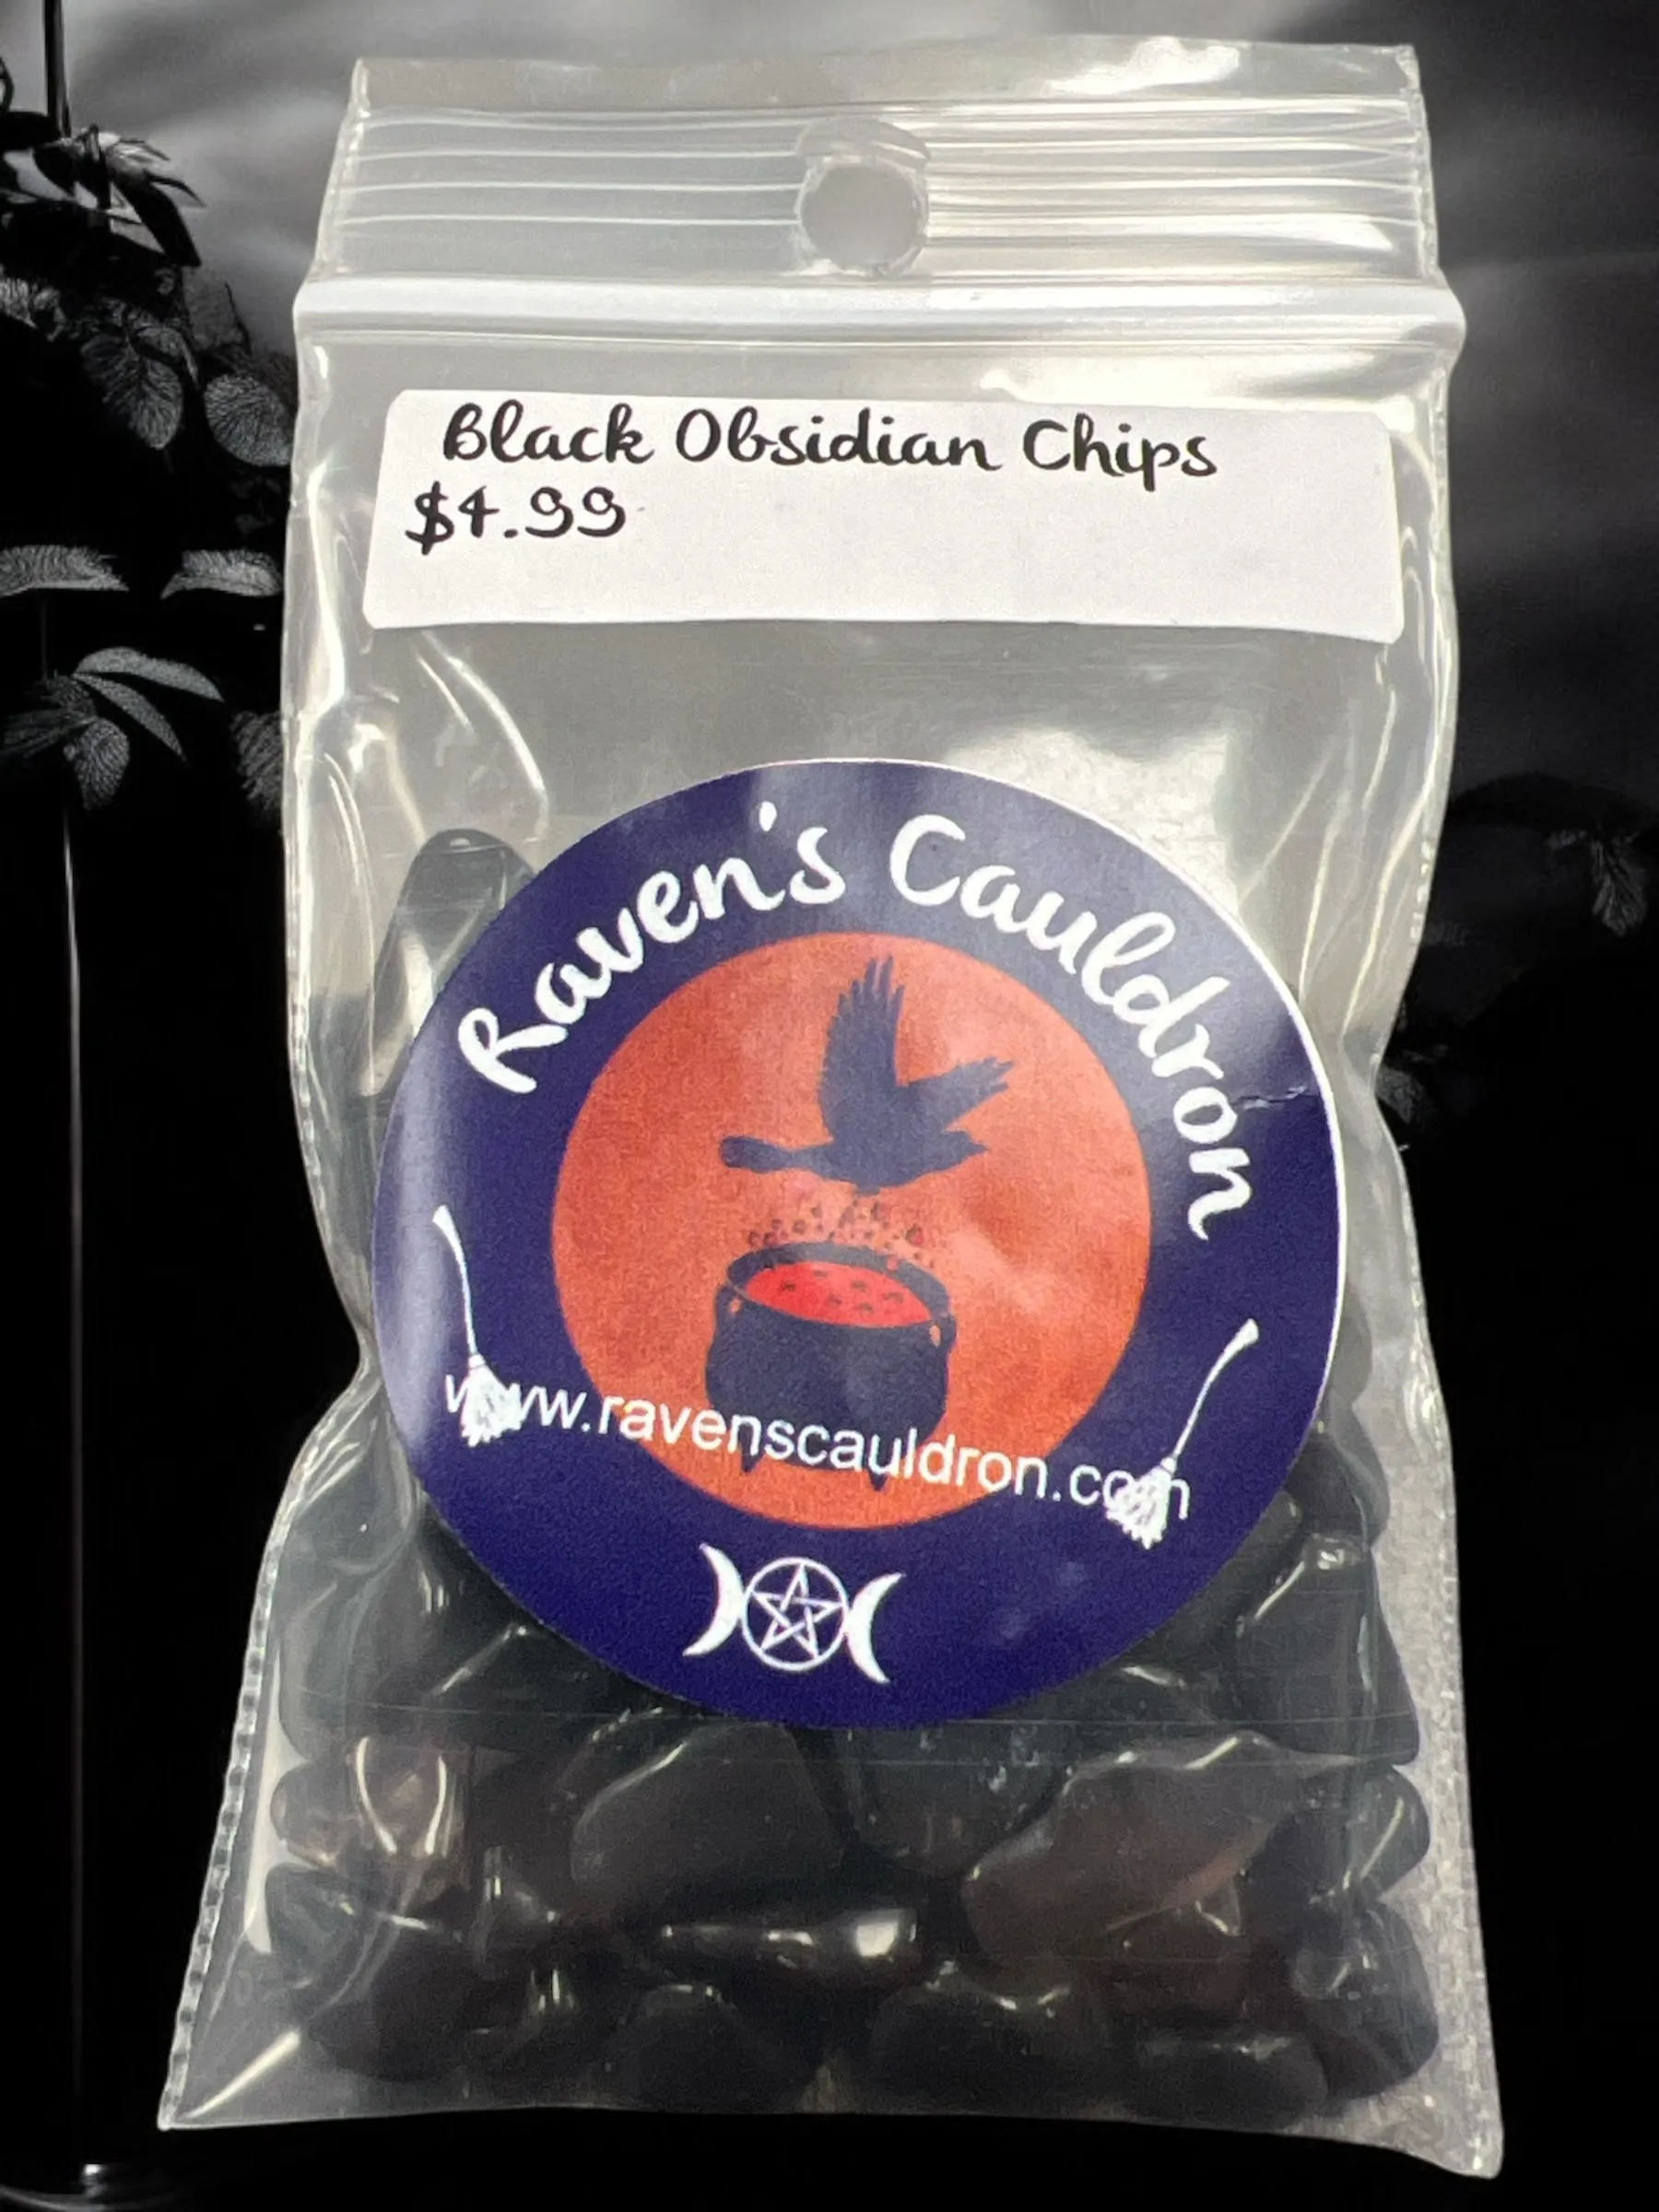 Black Obsidian Chips
$4.99
Raven's Cauldron
www.ravenscauldron.com